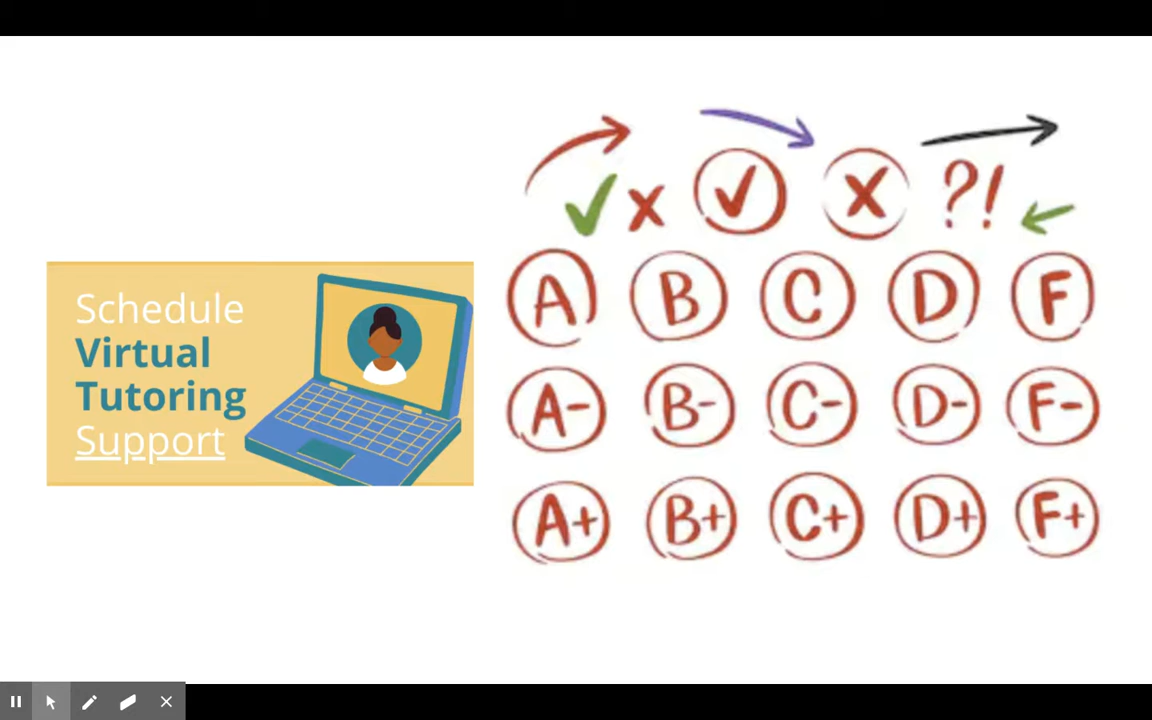 Schedule
Virtual
Tutoring
Support
✓ x ✓ x ?!
A B C D F
A- B- C- D- F-
A+ B+ C+ D+ F+